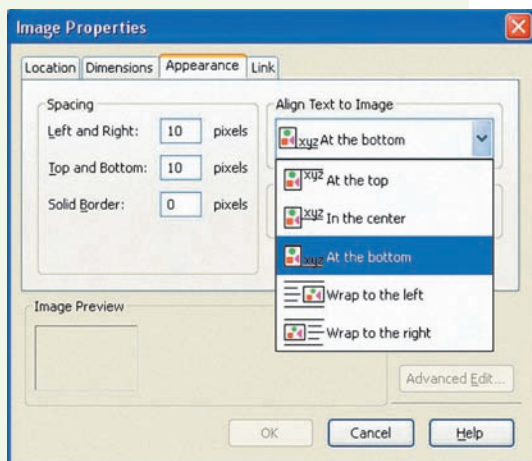 Image Properties
Location Dimensions Appearance Link
Spacing
Left and Right: 10 pixels
Top and Bottom: 10 pixels
Solid Border: 0 pixels
Align Text to Image
xyz At the bottom
xyz At the top
xyz In the center
xyz At the bottom
Wrap to the left
Wrap to the right
Image Preview
Advanced Edit...
OK Cancel Help